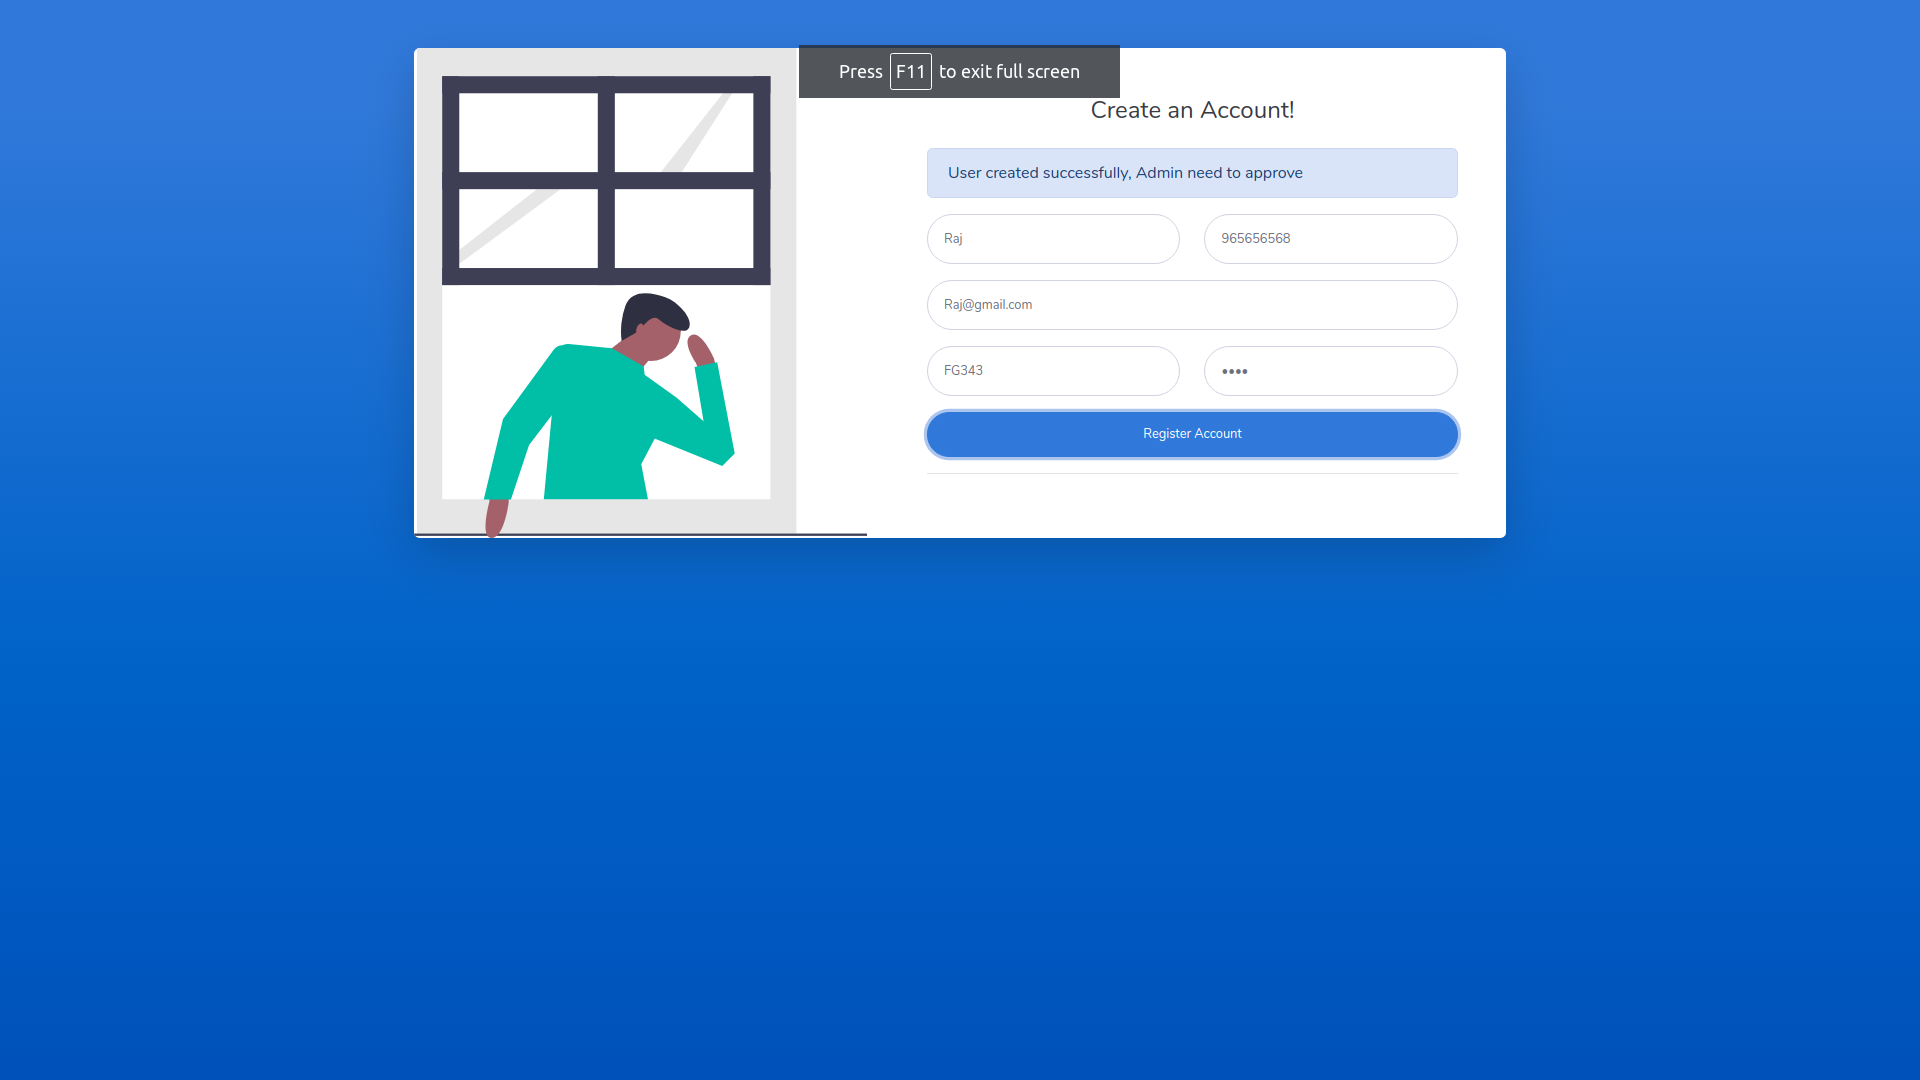 Press F11 to exit full screen
Create an Account!
User created successfully, Admin need to approve
Raj
965656568
Raj@gmail.com
FG343
••••
Register Account